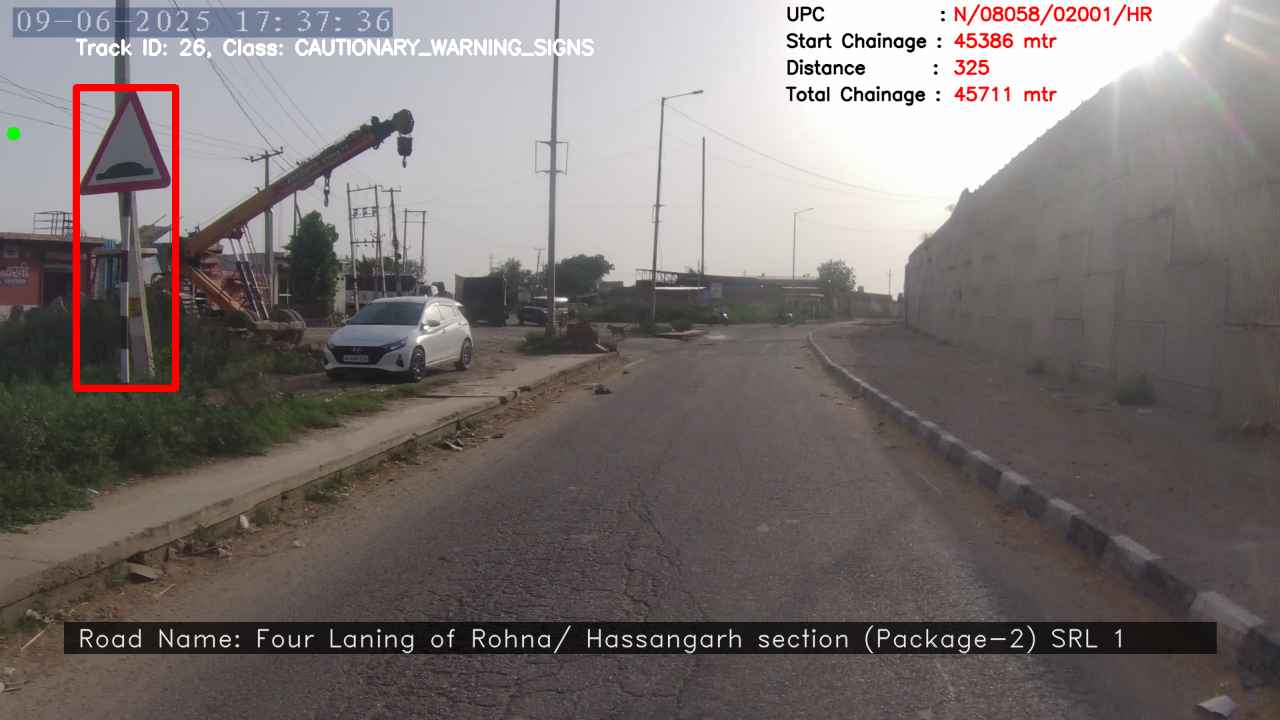 09-06-2025 17:37:36
Track ID: 26, Class: CAUTIONARY_WARNING_SIGNS
UPC : N/08058/02001/HR
Start Chainage : 45386 mtr
Distance : 325
Total Chainage : 45711 mtr
Road Name: Four Laning of Rohna/ Hassangarh section (Package-2) SRL 1